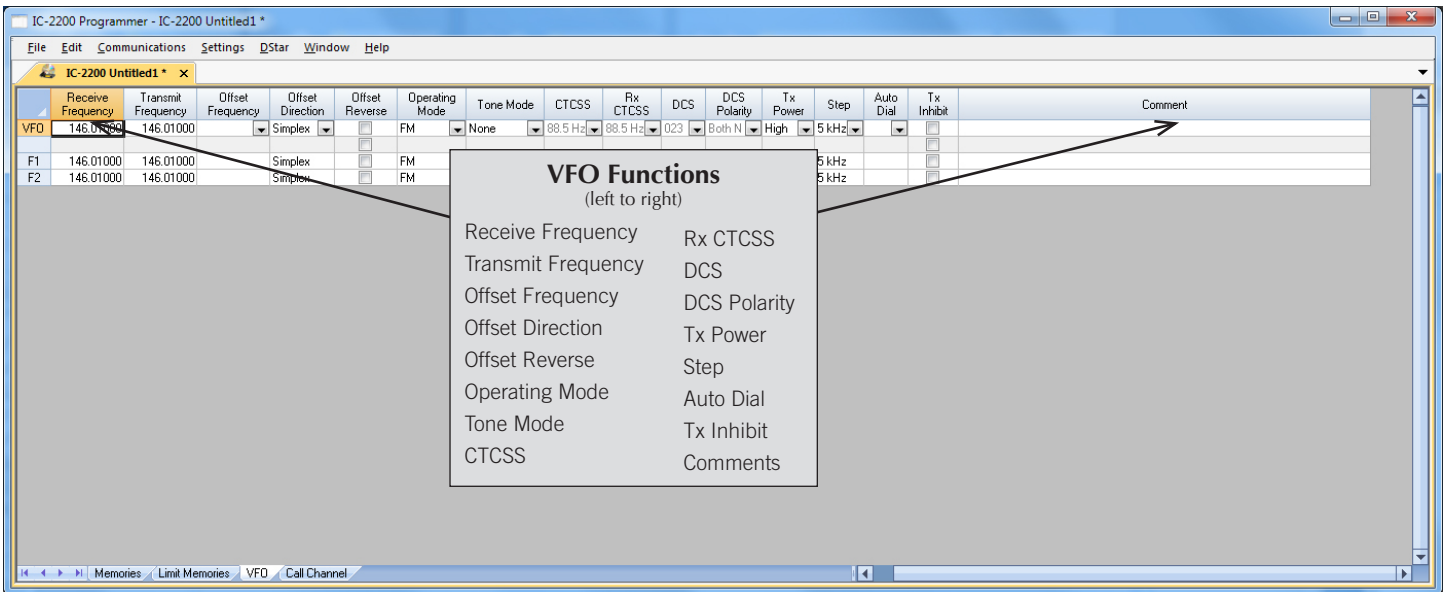 IC-2200 Programmer - IC-2200 Untitled1 *
File Edit Communications Settings DStar Window Help
IC-2200 Untitled1 * X
Receive Frequency Transmit Frequency Offset Frequency Offset Direction Offset Reverse Operating Mode Tone Mode CTCSS Rx CTCSS DCS DCS Polarity Tx Power Step Auto Dial Tx Inhibit Comment
VFO 146.01000 146.01000 Simplex FM None 88.5 Hz 88.5 Hz 023 Both N High 5 kHz
F1 146.01000 146.01000 Simplex FM 5 kHz
F2 146.01000 146.01000 Simplex FM 5 kHz
VFO Functions
(left to right)
Receive Frequency
Transmit Frequency
Offset Frequency
Offset Direction
Offset Reverse
Operating Mode
Tone Mode
CTCSS
Rx CTCSS
DCS
DCS Polarity
Tx Power
Step
Auto Dial
Tx Inhibit
Comments
Memories Limit Memories VFO Call Channel